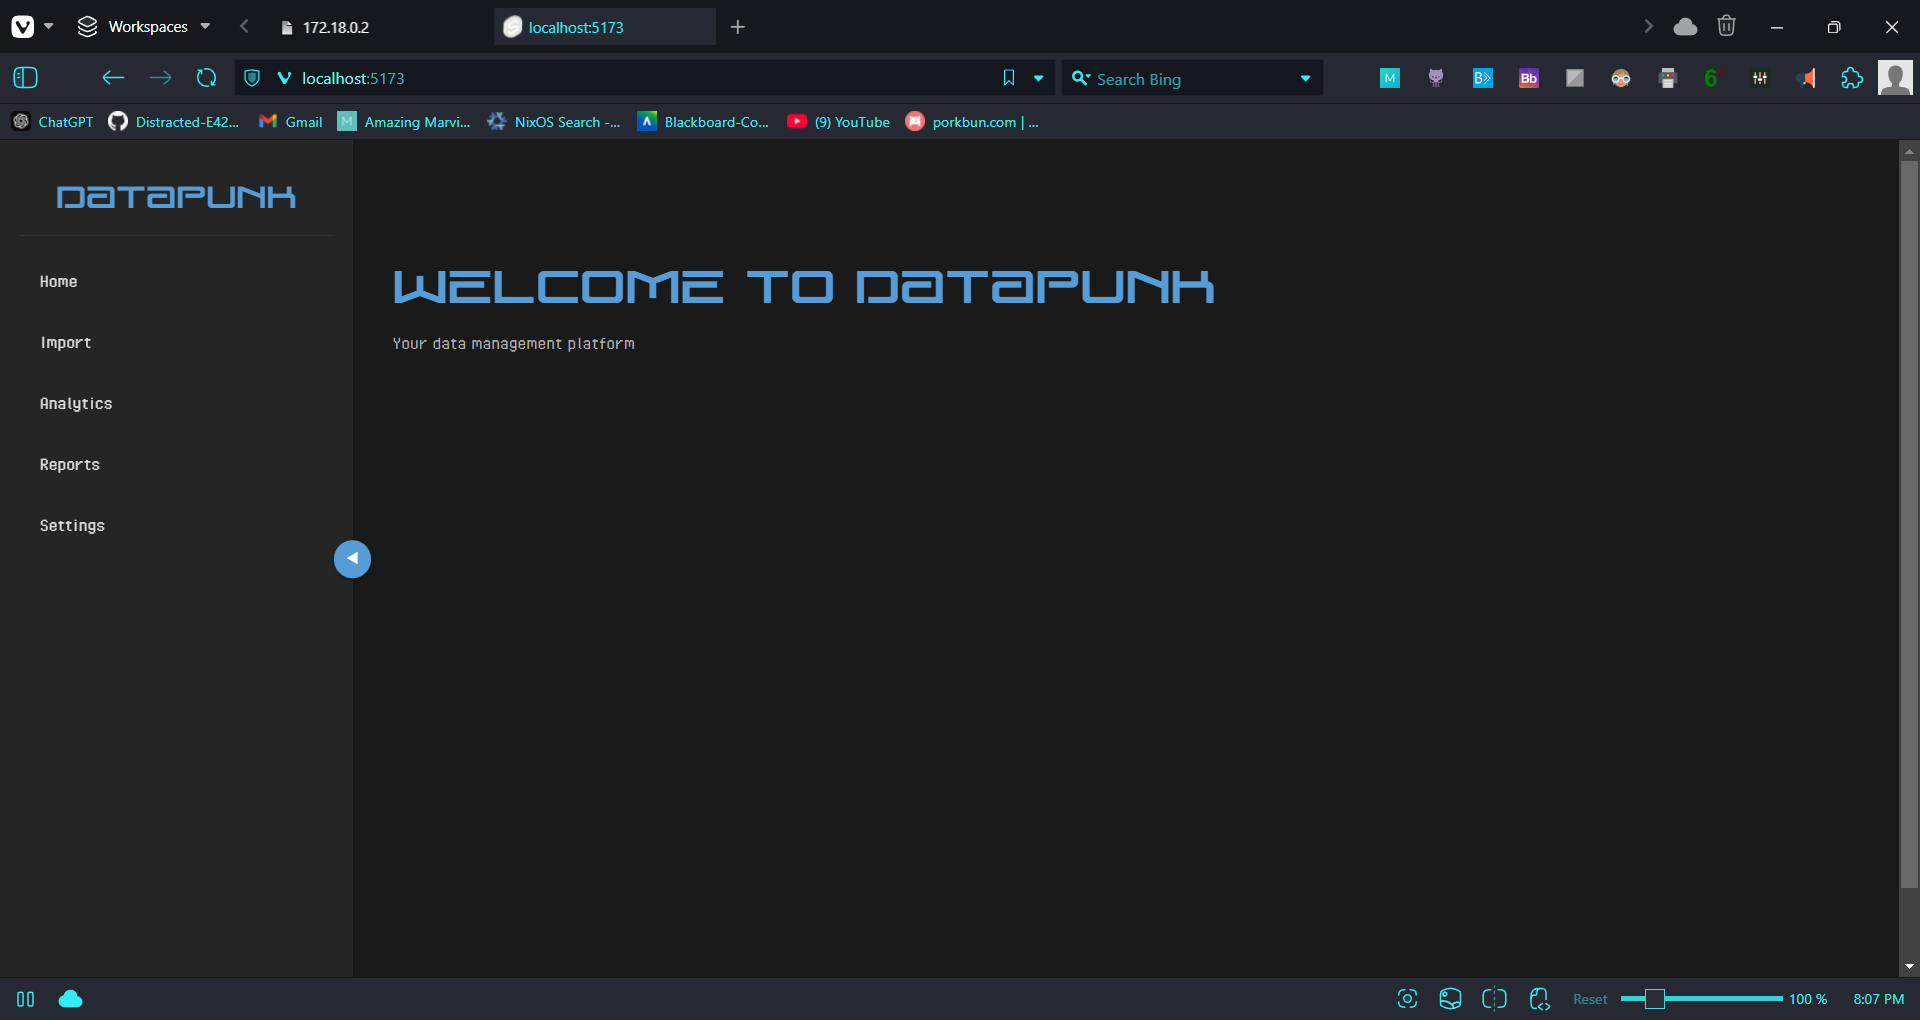 Workspaces
172.18.0.2
localhost:5173
localhost:5173
Search Bing
M
B
Bb
6
ChatGPT
Distracted-E42...
Gmail
M
Amazing Marvi...
NixOS Search -...
Blackboard-Co...
(9) YouTube
porkbun.com | ...
DATAPUNK
WELCOME TO DATAPUNK
Your data management platform
Home
Import
Analytics
Reports
Settings
Reset
100 %
8:07 PM